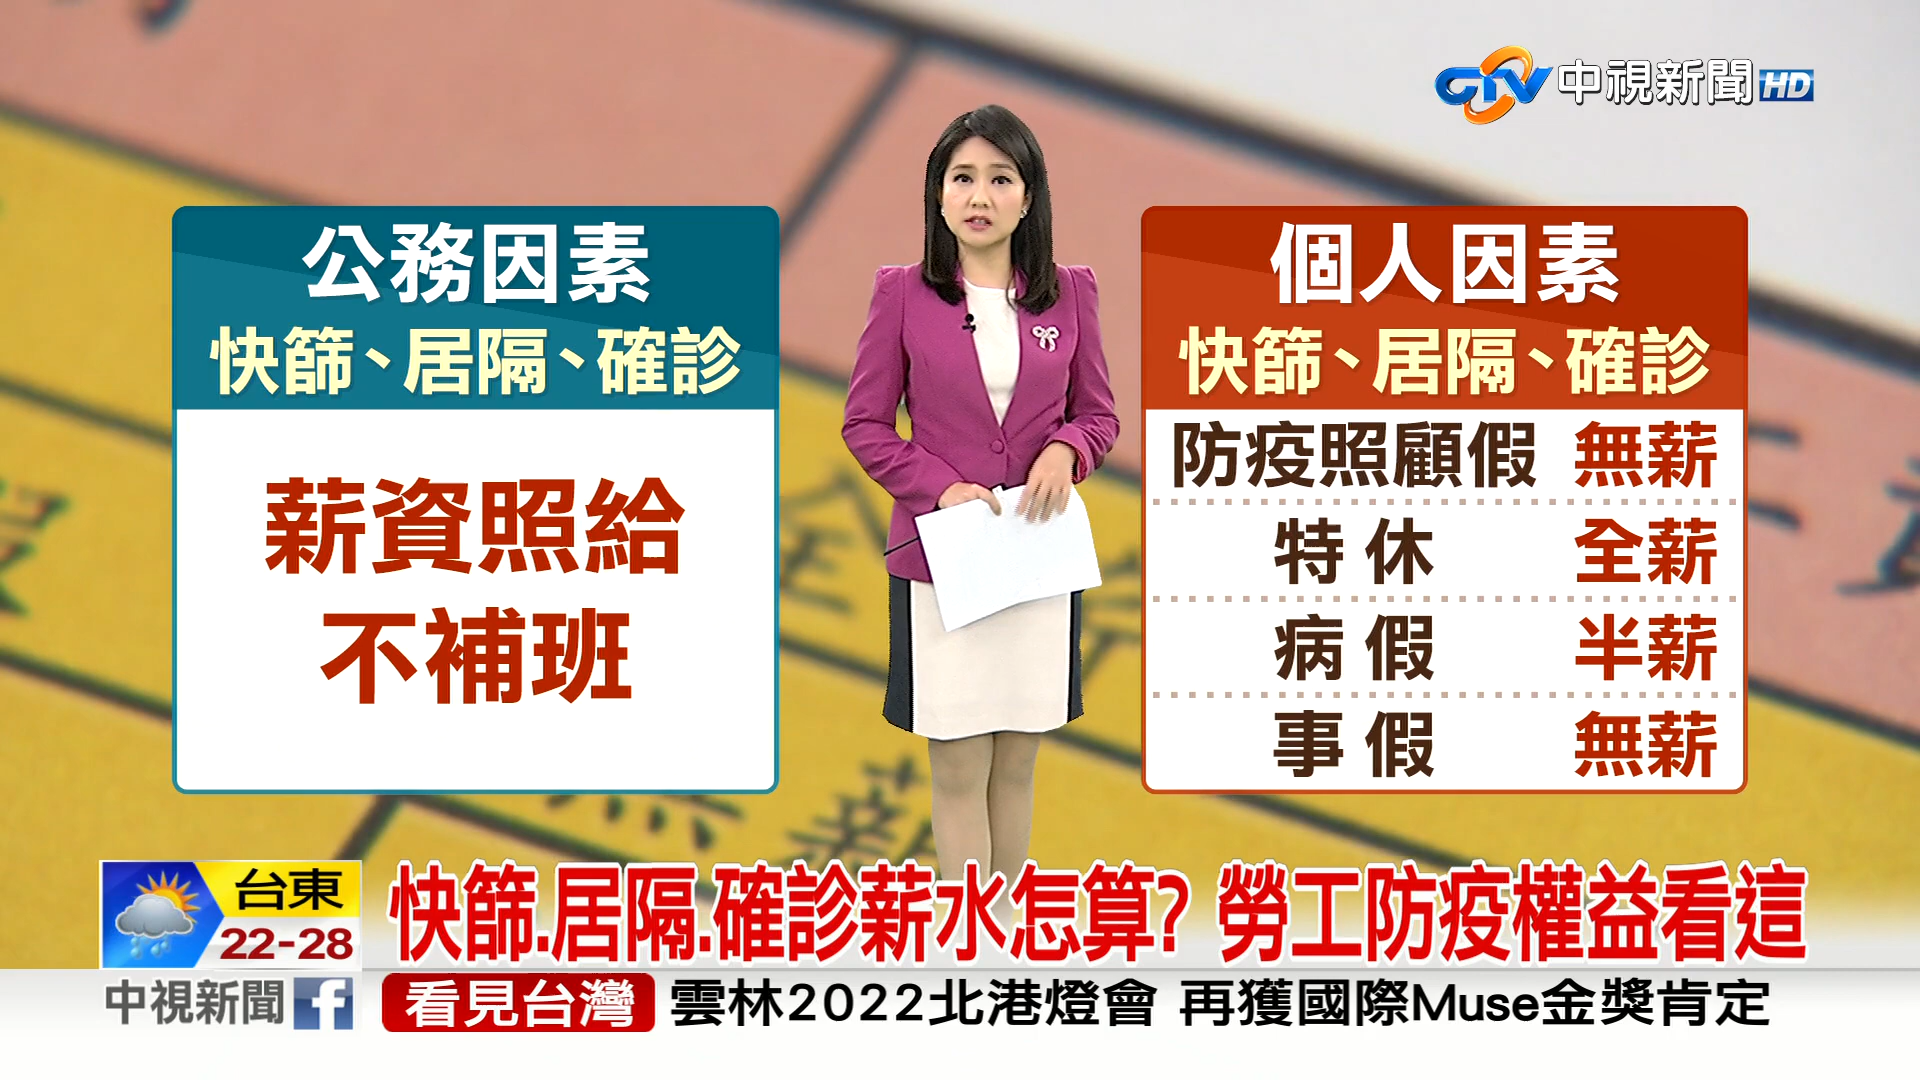 CTV中視新聞HD
公務因素
快篩、居隔、確診
薪資照給
不補班
個人因素
快篩、居隔、確診
防疫照顧假 無薪
特休 全薪
病假 半薪
事假 無薪
台東
22-28
快篩.居隔.確診薪水怎算? 勞工防疫權益看這
中視新聞
看見台灣 雲林2022北港燈會 再獲國際Muse金獎肯定